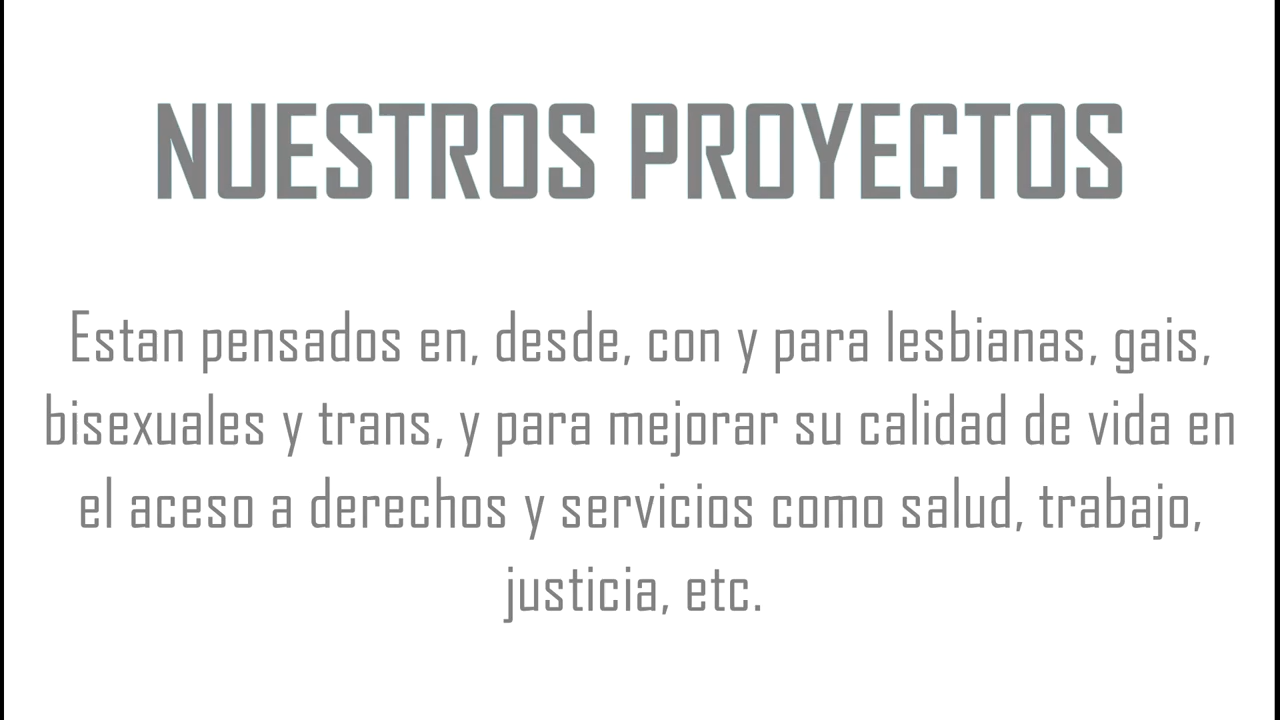 NUESTROS PROYECTOS
Estan pensados en, desde, con y para lesbianas, gais,
bisexuales y trans, y para mejorar su calidad de vida en
el aceso a derechos y servicios como salud, trabajo,
justicia, etc.